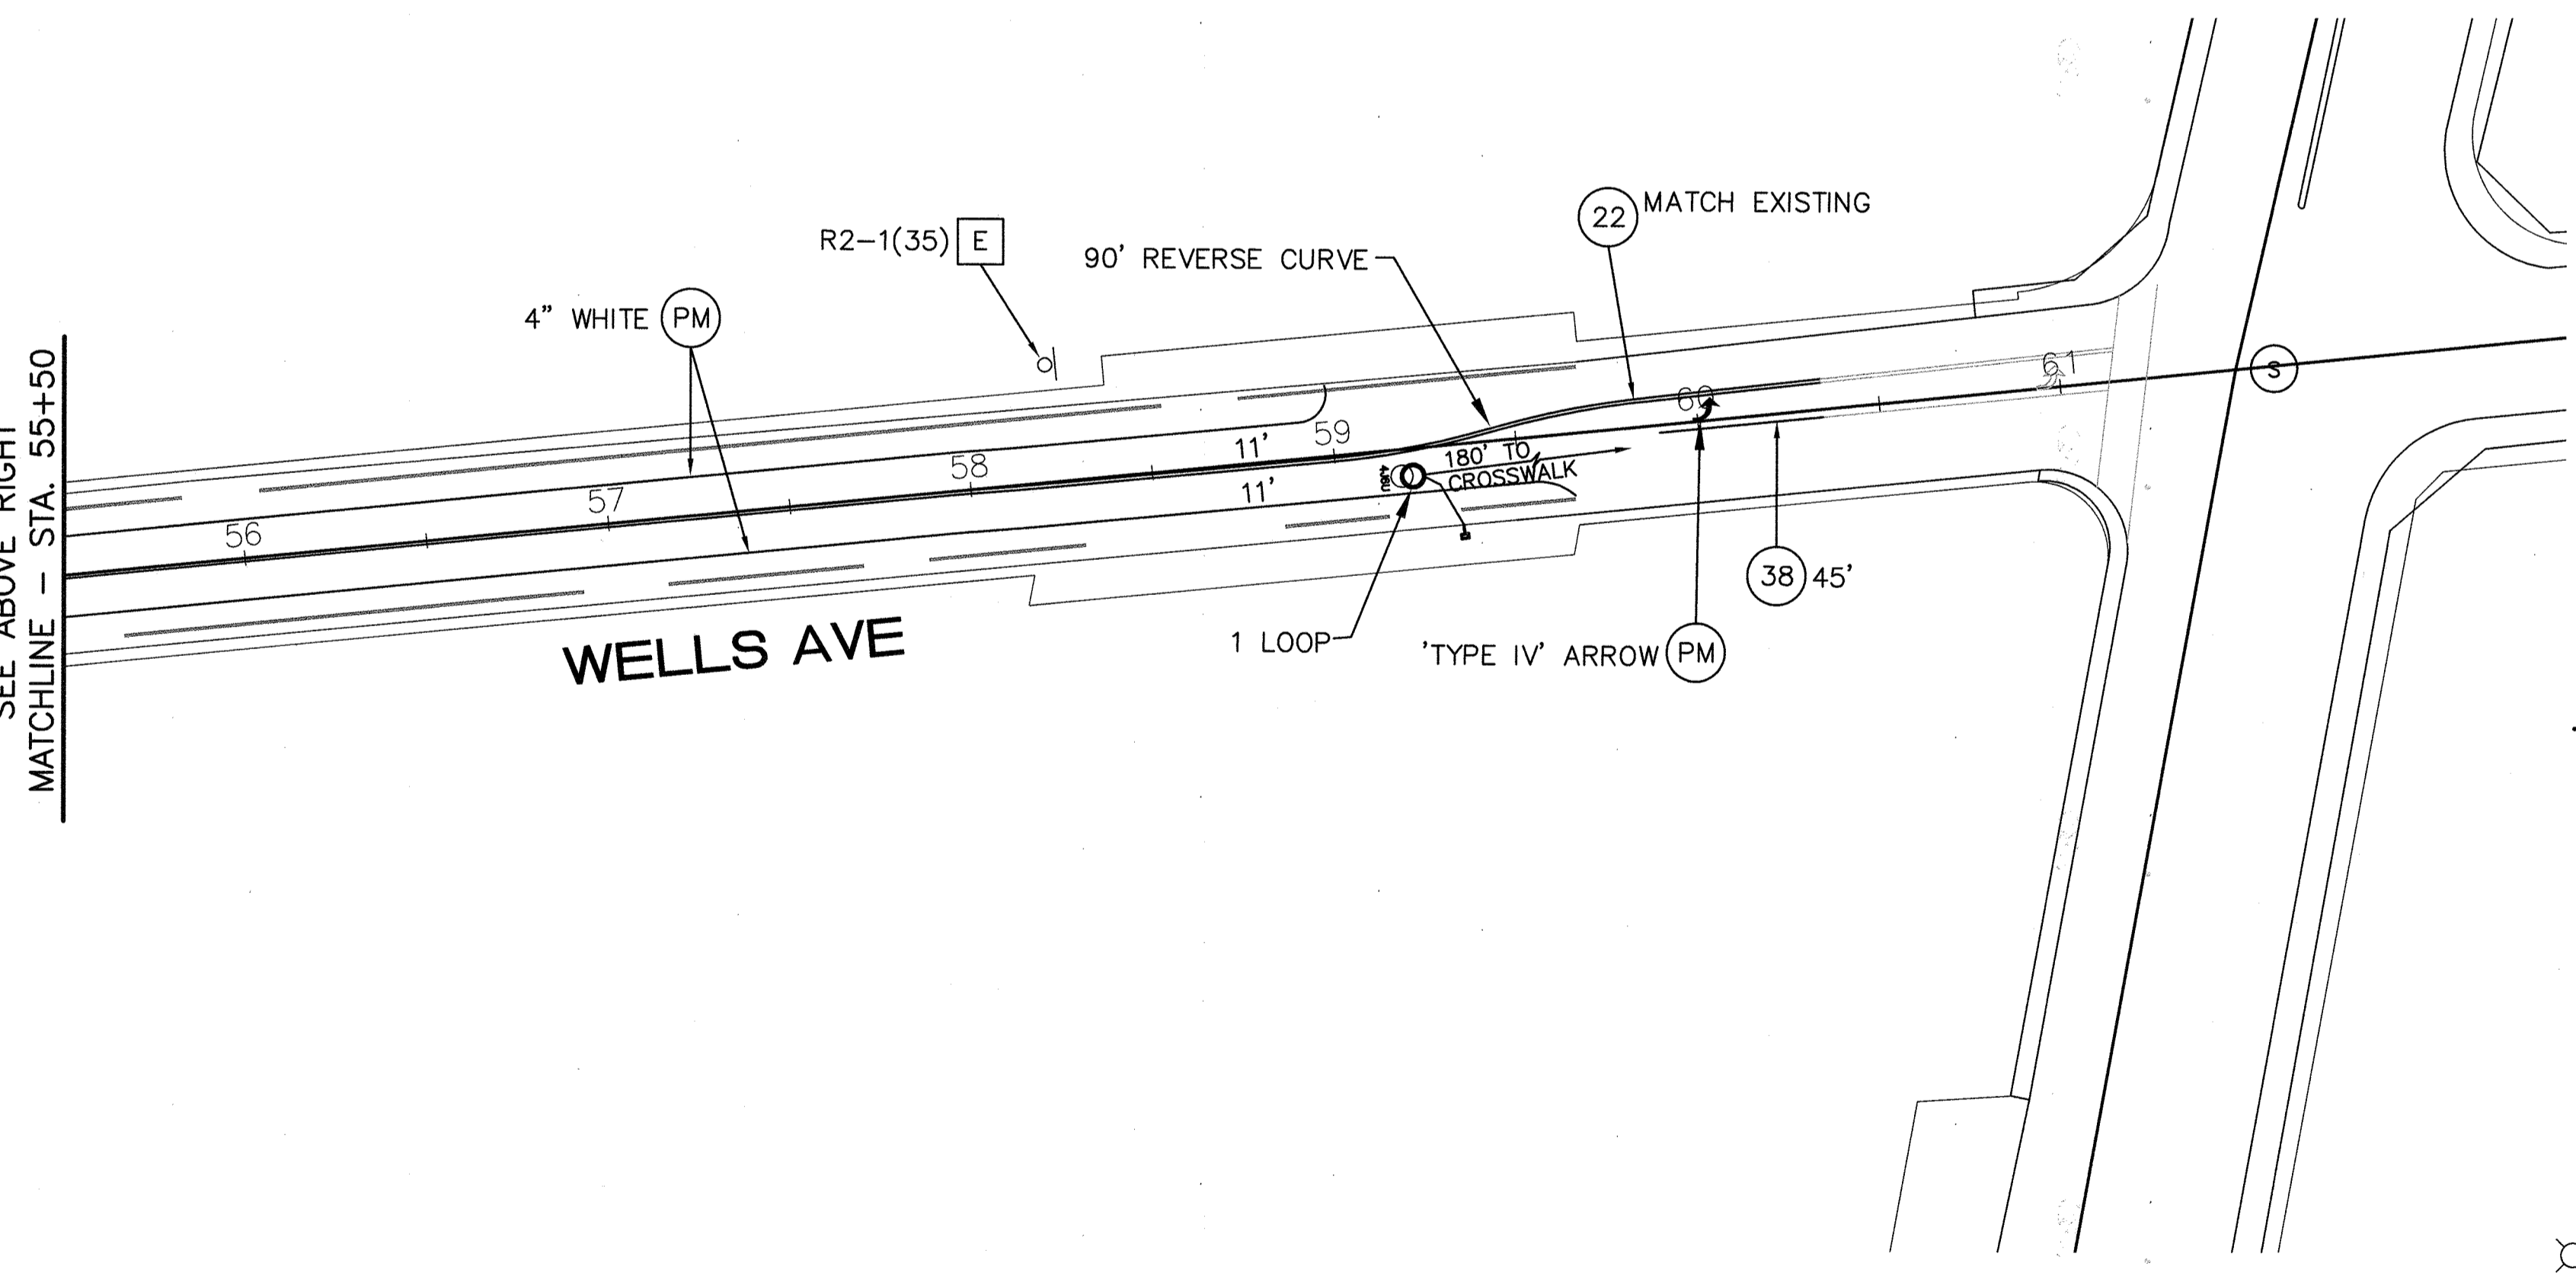 SEE ABOVE RIGHT
MATCHLINE – STA. 55+50
4" WHITE PM
R2-1(35) E
90' REVERSE CURVE
22 MATCH EXISTING
56
57
58
59
60
61
11'
11'
180' TO
CROSSWALK
S
38 45'
1 LOOP
'TYPE IV' ARROW PM
WELLS AVE